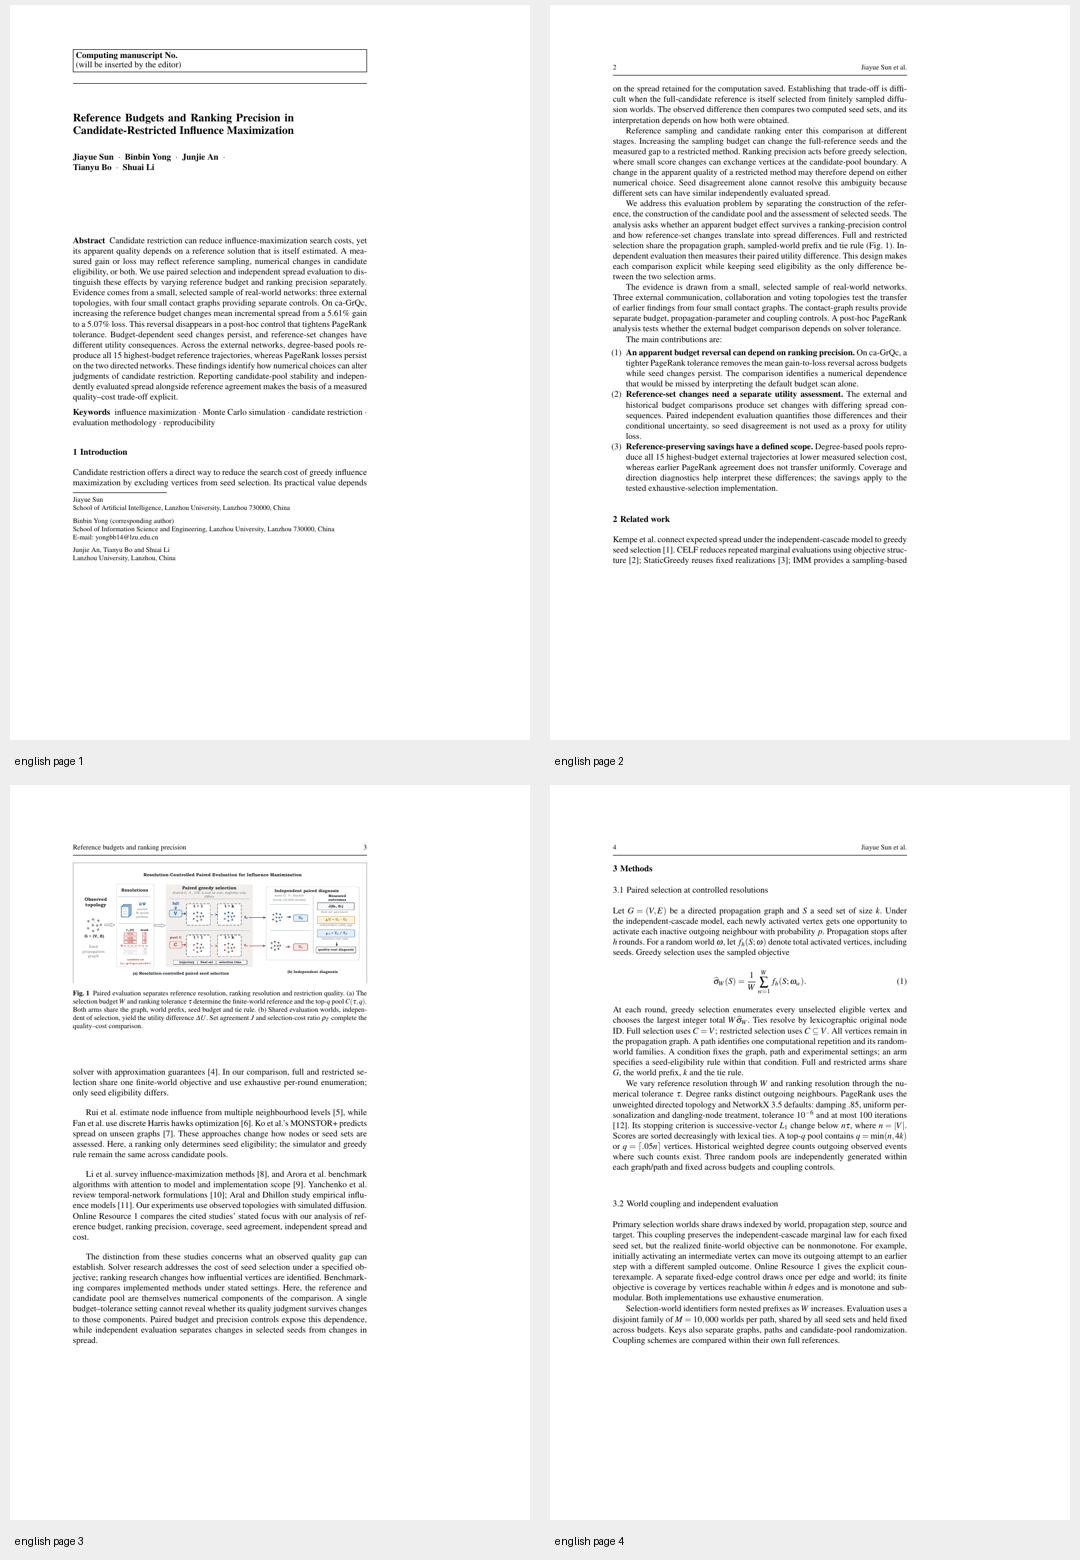 Computing manuscript No.
(will be inserted by the editor)
Reference Budgets and Ranking Precision in
Candidate-Restricted Influence Maximization
Jiayue Sun · Binbin Yong · Junjie An ·
Tianyu Bo · Shuai Li
Abstract Candidate restriction can reduce influence-maximization search costs, yet
its apparent quality depends on a reference solution that is itself estimated. A mea-
sured gain or loss may reflect reference sampling, numerical changes in candidate
eligibility, or both. We use paired selection and independent spread evaluation to dis-
tinguish these effects by varying reference budget and ranking precision separately.
Evidence comes from a small, selected sample of real-world networks: three external
topologies, with four small contact graphs providing separate controls. On ca-GrQc,
increasing the reference budget changes mean incremental spread from a 5.61% gain
to a 5.07% loss. This reversal disappears in a post-hoc control that tightens PageRank
tolerance. Budget-dependent seed changes persist, and reference-set changes have
different utility consequences. Across the external networks, degree-based pools re-
produce all 15 highest-budget reference trajectories, whereas PageRank losses persist
on the two directed networks. These findings identify how numerical choices can alter
judgments of candidate restriction. Reporting candidate-pool stability and indepen-
dently evaluated spread alongside reference agreement makes the basis of a measured
quality–cost trade-off explicit.
Keywords influence maximization · Monte Carlo simulation · candidate restriction ·
evaluation methodology · reproducibility
1 Introduction
Candidate restriction offers a direct way to reduce the search cost of greedy influence
maximization by excluding vertices from seed selection. Its practical value depends
Jiayue Sun
School of Artificial Intelligence, Lanzhou University, Lanzhou 730000, China
Binbin Yong (corresponding author)
School of Information Science and Engineering, Lanzhou University, Lanzhou 730000, China
E-mail: yongbb14@lzu.edu.cn
Junjie An, Tianyu Bo and Shuai Li
Lanzhou University, Lanzhou, China
english page 1
2 Jiayue Sun et al.
on the spread retained for the computation saved. Establishing that trade-off is diffi-
cult when the full-candidate reference is itself selected from finitely sampled diffu-
sion worlds. The observed difference then compares two computed seed sets, and its
interpretation depends on how both were obtained.
Reference sampling and candidate ranking enter this comparison at different
stages. Increasing the sampling budget can change the full-reference seeds and the
measured gap to a restricted method. Ranking precision acts before greedy selection,
where small score changes can exchange vertices at the candidate-pool boundary. A
change in the apparent quality of a restricted method may therefore depend on either
numerical choice. Seed disagreement alone cannot resolve this ambiguity because
different sets can have similar independently evaluated spread.
We address this evaluation problem by separating the construction of the refer-
ence, the construction of the candidate pool and the assessment of selected seeds. The
analysis asks whether an apparent budget effect survives a ranking-precision control
and how reference-set changes translate into spread differences. Full and restricted
selection share the propagation graph, sampled-world prefix and tie rule (Fig. 1). In-
dependent evaluation then measures their paired utility difference. This design makes
each comparison explicit while keeping seed eligibility as the only difference be-
tween the two selection arms.
The evidence is drawn from a small, selected sample of real-world networks.
Three external communication, collaboration and voting topologies test the transfer
of earlier findings from four small contact graphs. The contact-graph results provide
separate budget, propagation-parameter and coupling controls. A post-hoc PageRank
analysis tests whether the external budget comparison depends on solver tolerance.
The main contributions are:
(1) An apparent budget reversal can depend on ranking precision. On ca-GrQc, a
tighter PageRank tolerance removes the mean gain-to-loss reversal across budgets
while seed changes persist. The comparison identifies a numerical dependence
that would be missed by interpreting the default budget scan alone.
(2) Reference-set changes need a separate utility assessment. The external and
historical budget comparisons produce set changes with differing spread con-
sequences. Paired independent evaluation quantifies those differences and their
conditional uncertainty, so seed disagreement is not used as a proxy for utility
loss.
(3) Reference-preserving savings have a defined scope. Degree-based pools repro-
duce all 15 highest-budget external trajectories at lower measured selection cost,
whereas earlier PageRank agreement does not transfer uniformly. Coverage and
direction diagnostics help interpret these differences; the savings apply to the
tested exhaustive-selection implementation.
2 Related work
Kempe et al. connect expected spread under the independent-cascade model to greedy
seed selection [1]. CELF reduces repeated marginal evaluations using objective struc-
ture [2]; StaticGreedy reuses fixed realizations [3]; IMM provides a sampling-based
english page 2
Reference budgets and ranking precision 3
Resolution-Controlled Paired Evaluation for Influence Maximization
Observed
topology
G = (V, E)
Resolutions
Paired greedy selection
Independent paired diagnosis
(a) Resolution-controlled paired seed selection
(b) Independent diagnosis
Fig. 1 Paired evaluation separates reference resolution, ranking resolution and restriction quality. (a) The
selection budget W and ranking tolerance τ determine the finite-world reference and the top-q pool C(τ,q).
Both arms share the graph, world prefix, seed budget and tie rule. (b) Shared evaluation worlds, indepen-
dent of selection, yield the utility difference ΔU. Set agreement J and selection-cost ratio ρT complete the
quality–cost comparison.
solver with approximation guarantees [4]. In our comparison, full and restricted se-
lection share one finite-world objective and use exhaustive per-round enumeration;
only seed eligibility differs.
Rui et al. estimate node influence from multiple neighbourhood levels [5], while
Fan et al. use discrete Harris hawks optimization [6]. Ko et al.'s MONSTOR+ predicts
spread on unseen graphs [7]. These approaches change how nodes or seed sets are
assessed. Here, a ranking only determines seed eligibility; the simulator and greedy
rule remain the same across candidate pools.
Li et al. survey influence-maximization methods [8], and Arora et al. benchmark
algorithms with attention to model and implementation scope [9]. Yanchenko et al.
review temporal-network formulations [10]; Aral and Dhillon study empirical influ-
ence models [11]. Our experiments use observed topologies with simulated diffusion.
Online Resource 1 compares the cited studies' stated focus with our analysis of ref-
erence budget, ranking precision, coverage, seed agreement, independent spread and
cost.
The distinction from these studies concerns what an observed quality gap can
establish. Solver research addresses the cost of seed selection under a specified ob-
jective; ranking research changes how influential vertices are identified. Benchmark-
ing compares implemented methods under stated settings. Here, the reference and
candidate pool are themselves numerical components of the comparison. A single
budget–tolerance setting cannot reveal whether its quality judgment survives changes
to those components. Paired budget and precision controls expose this dependence,
while independent evaluation separates changes in selected seeds from changes in
spread.
english page 3
4 Jiayue Sun et al.
3 Methods
3.1 Paired selection at controlled resolutions
Let G = (V,E) be a directed propagation graph and S a seed set of size k. Under
the independent-cascade model, each newly activated vertex gets one opportunity to
activate each inactive outgoing neighbour with probability p. Propagation stops after
h rounds. For a random world ω, let fh(S;ω) denote total activated vertices, including
seeds. Greedy selection uses the sampled objective
σ̂W(S) = 1/W ∑ w=1 W fh(S;ωw). (1)
At each round, greedy selection enumerates every unselected eligible vertex and
chooses the largest integer total Wσ̂W. Ties resolve by lexicographic original node
ID. Full selection uses C = V; restricted selection uses C ⊆ V. All vertices remain in
the propagation graph. A path identifies one computational repetition and its random-
world families. A condition fixes the graph, path and experimental settings; an arm
specifies a seed-eligibility rule within that condition. Full and restricted arms share
G, the world prefix, k and the tie rule.
We vary reference resolution through W and ranking resolution through the nu-
merical tolerance τ. Degree ranks distinct outgoing neighbours. PageRank uses the
unweighted directed topology and NetworkX 3.5 defaults: damping .85, uniform per-
sonalization and dangling-node treatment, tolerance 10−6 and at most 100 iterations
[12]. Its stopping criterion is successive-vector L1 change below nτ, where n = |V|.
Scores are sorted decreasingly with lexical ties. A top-q pool contains q = min(n,4k)
or q = ⌈.05n⌉ vertices. Historical weighted degree counts outgoing observed events
where such counts exist. Three random pools are independently generated within
each graph/path and fixed across budgets and coupling controls.
3.2 World coupling and independent evaluation
Primary selection worlds share draws indexed by world, propagation step, source and
target. This coupling preserves the independent-cascade marginal law for each fixed
seed set, but the realized finite-world objective can be nonmonotone. For example,
initially activating an intermediate vertex can move its outgoing attempt to an earlier
step with a different sampled outcome. Online Resource 1 gives the explicit coun-
terexample. A separate fixed-edge control draws once per edge and world; its finite
objective is coverage by vertices reachable within h edges and is monotone and sub-
modular. Both implementations use exhaustive enumeration.
Selection-world identifiers form nested prefixes as W increases. Evaluation uses a
disjoint family of M = 10,000 worlds per path, shared by all seed sets and held fixed
across budgets. Keys also separate graphs, paths and candidate-pool randomization.
Coupling schemes are compared within their own full references.
english page 4